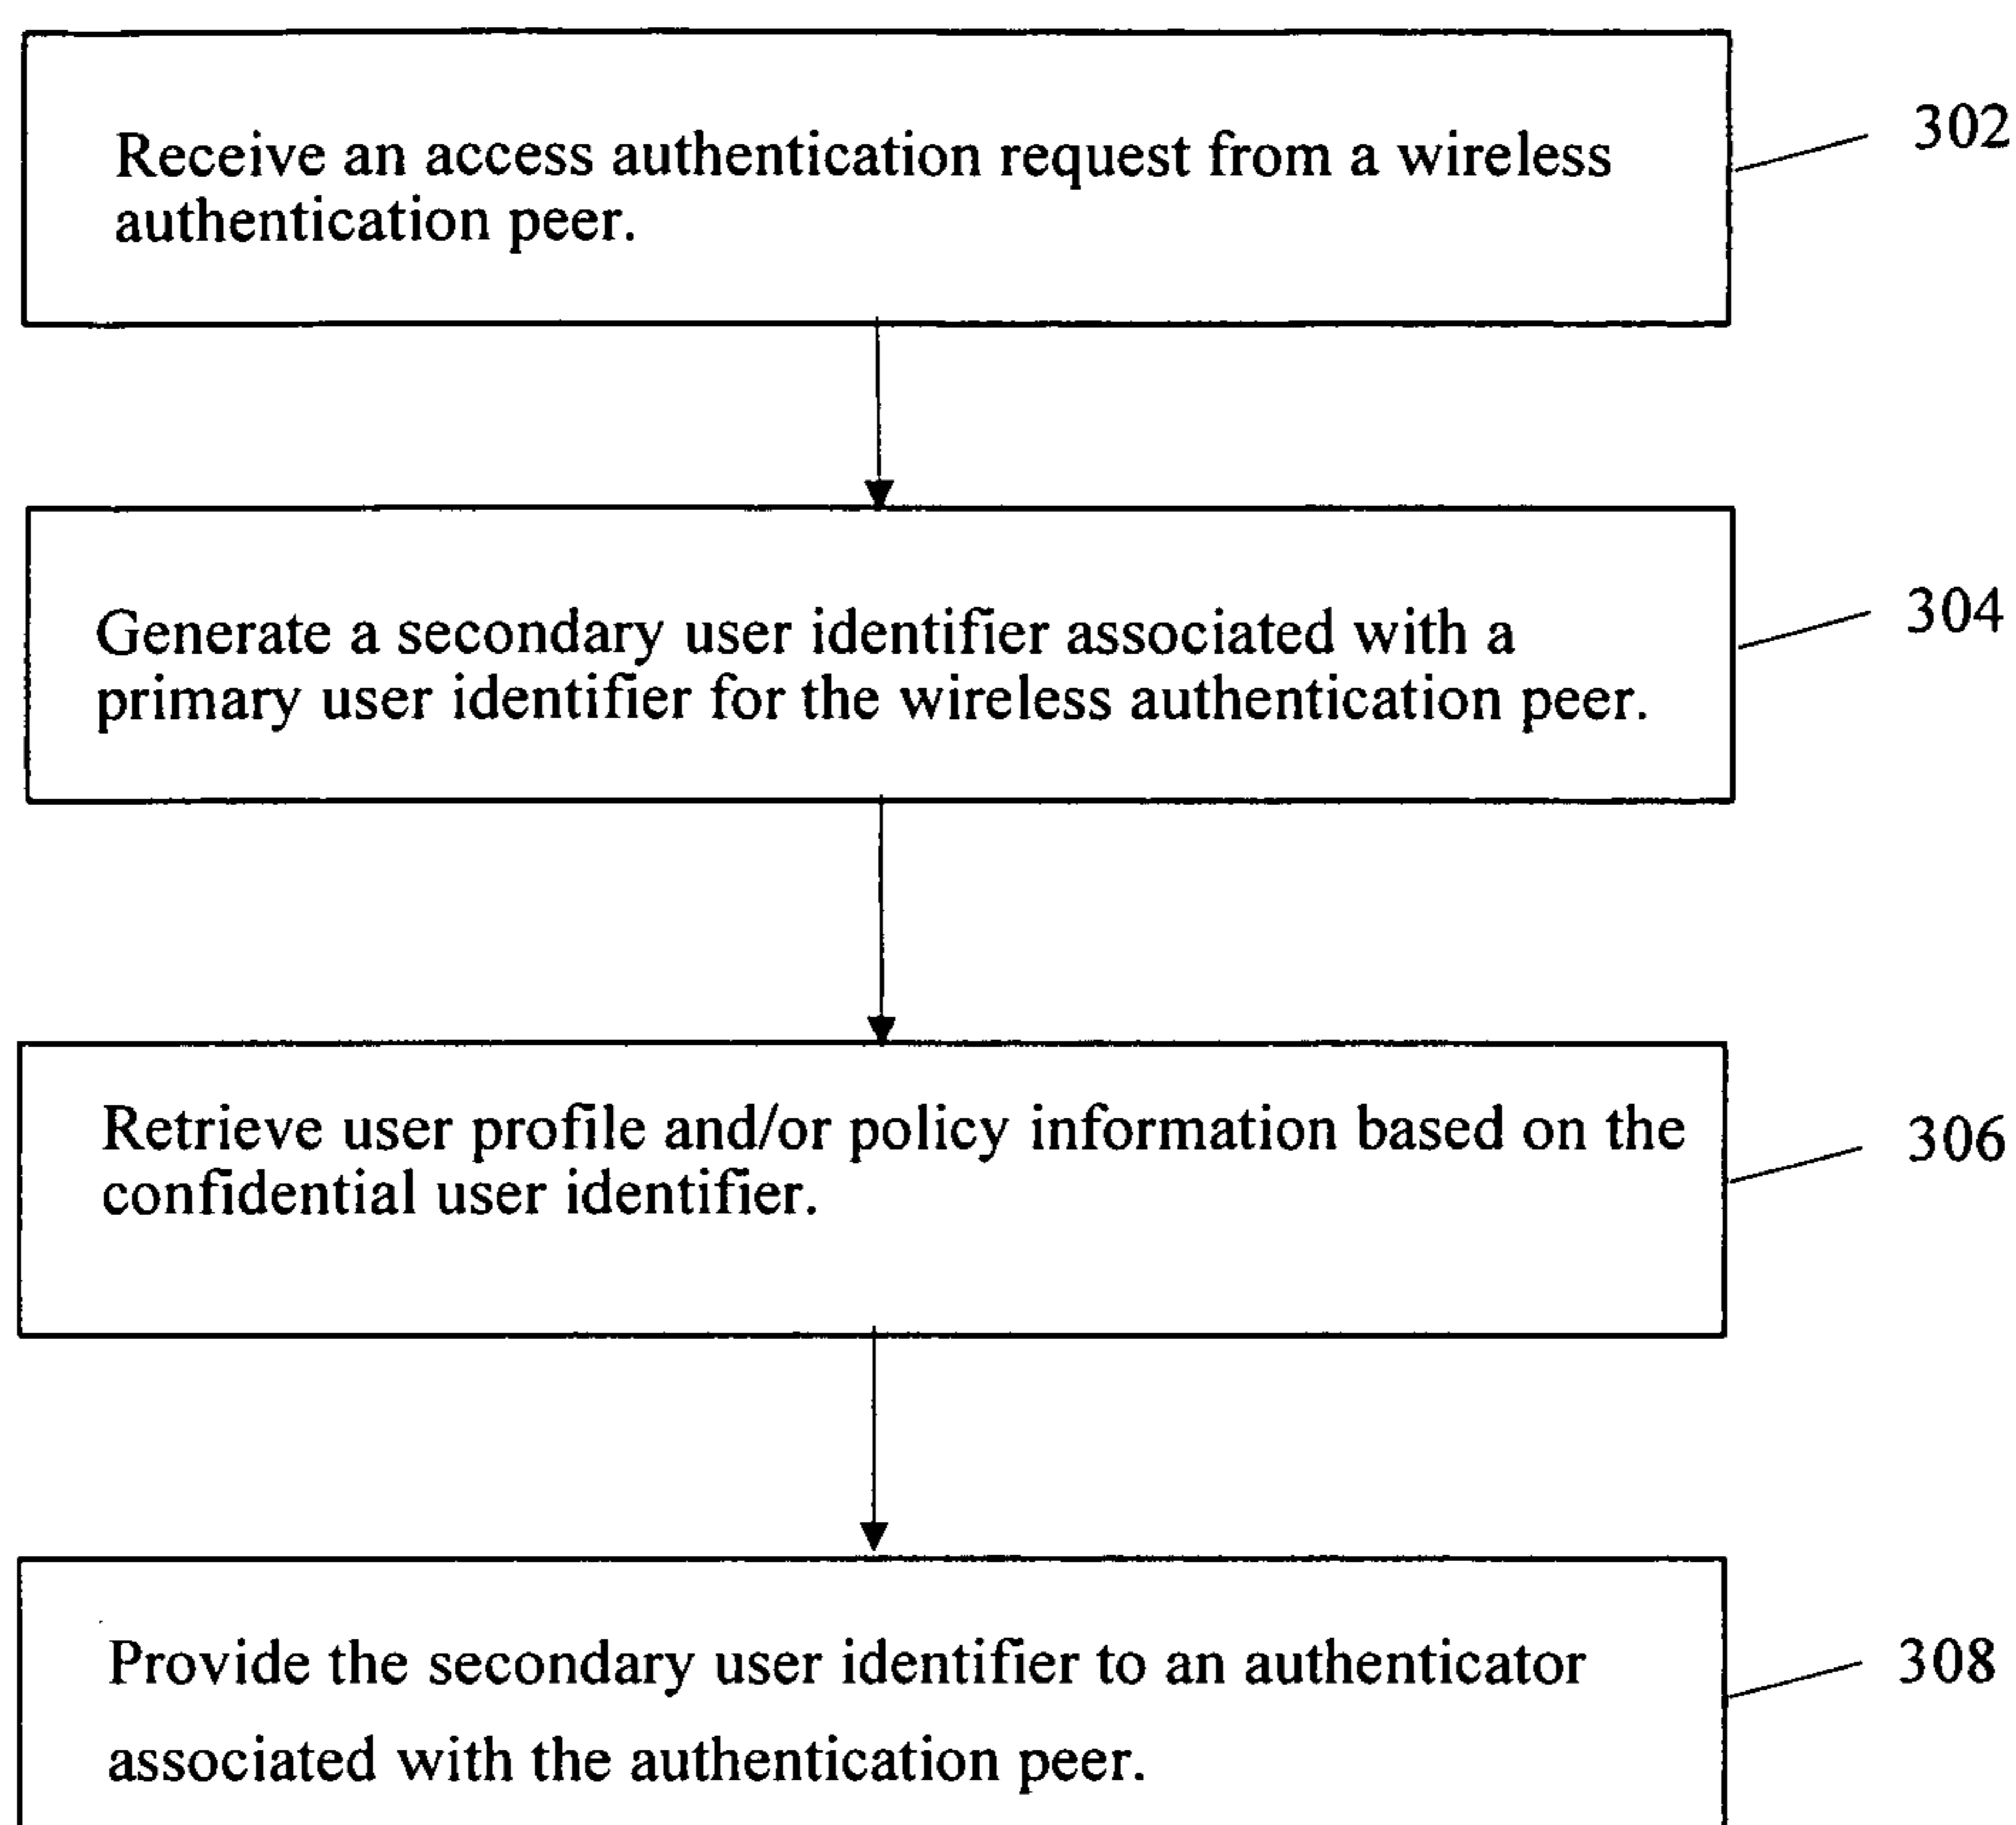 302
Receive an access authentication request from a wireless
authentication peer.
304
Generate a secondary user identifier associated with a
primary user identifier for the wireless authentication peer.
306
Retrieve user profile and/or policy information based on the
confidential user identifier.
308
Provide the secondary user identifier to an authenticator
associated with the authentication peer.